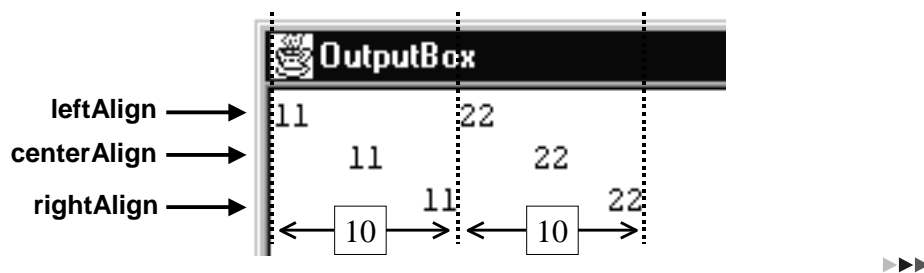 OutputBox
leftAlign 11 22
centerAlign 11 22
rightAlign 11 22
10 10